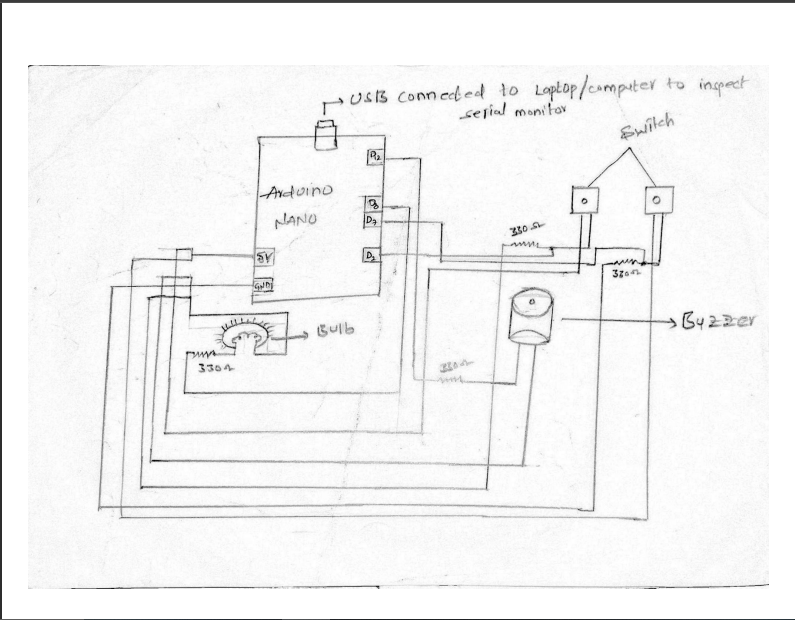 USB connected to Laptop/computer to inspect
serial monitor
Switch
D12
Arduino
NANO
D8
D7
D2
5V
GND
330Ω
330Ω
Buzzer
Bulb
330Ω
330Ω